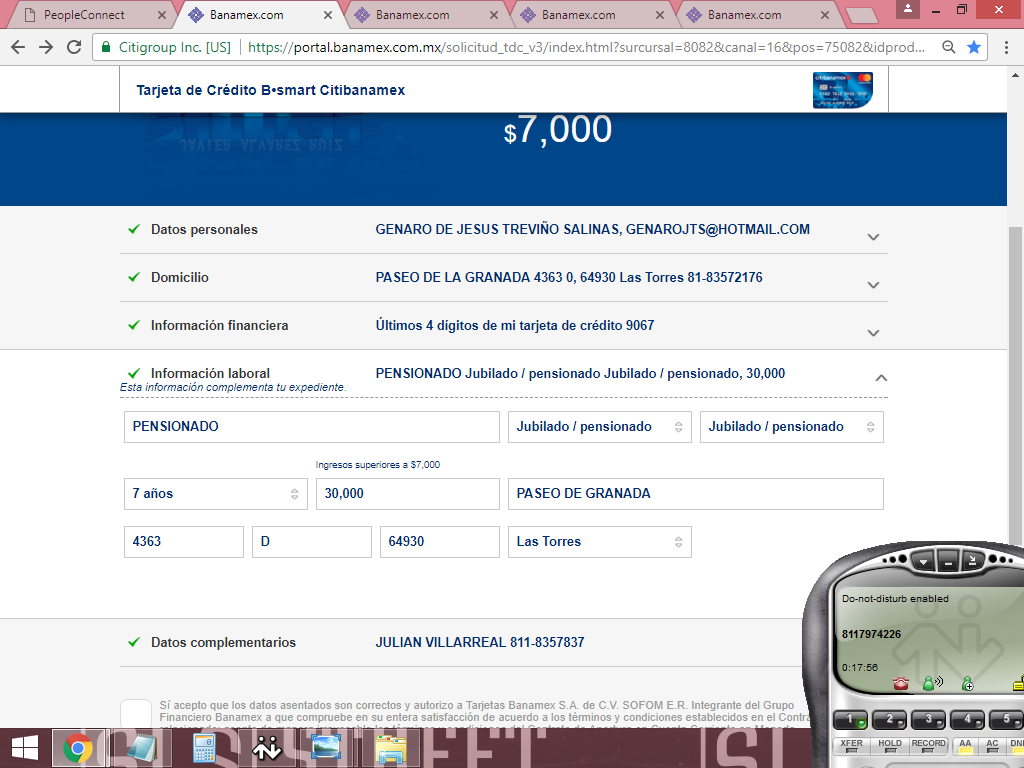 PeopleConnect
Banamex.com
Banamex.com
Banamex.com
Banamex.com
Citigroup Inc. [US]
https://portal.banamex.com.mx/solicitud_tdc_v3/index.html?surcursal=8082&canal=16&pos=75082&idprod...
Tarjeta de Crédito B•smart Citibanamex
$7,000
Datos personales
GENARO DE JESUS TREVIÑO SALINAS, GENAROJTS@HOTMAIL.COM
Domicilio
PASEO DE LA GRANADA 4363 0, 64930 Las Torres 81-83572176
Información financiera
Últimos 4 dígitos de mi tarjeta de crédito 9067
Información laboral
PENSIONADO Jubilado / pensionado Jubilado / pensionado, 30,000
Esta información complementa tu expediente.
PENSIONADO
Jubilado / pensionado
Jubilado / pensionado
Ingresos superiores a $7,000
7 años
30,000
PASEO DE GRANADA
4363
D
64930
Las Torres
Do-not-disturb enabled
8117974226
0:17:56
Datos complementarios
JULIAN VILLARREAL 811-8357837
Sí acepto que los datos asentados son correctos y autorizo a Tarjetas Banamex S.A. de C.V. SOFOM E.R. Integrante del Grupo
Financiero Banamex a que compruebe en su entera satisfacción de acuerdo a los términos y condiciones establecidos en el Contra
1
2
3
4
5
XFER
HOLD
RECORD
AA
AC
DN